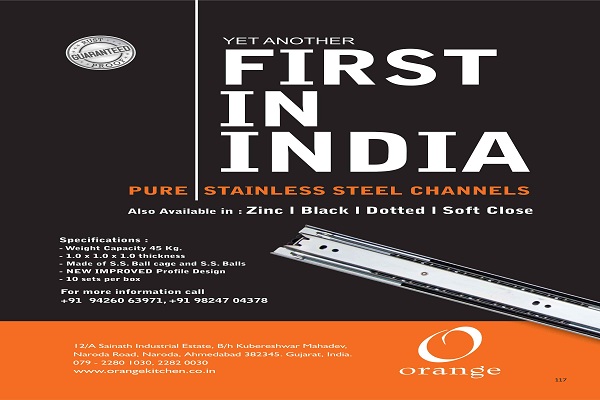 RUST
GUARANTEED
PROOF
YET ANOTHER
FIRST
IN
INDIA
PURE STAINLESS STEEL CHANNELS
Also Available in : Zinc | Black | Dotted | Soft Close
Specifications :
- Weight Capacity 45 Kg.
- 1.0 x 1.0 x 1.0 thickness
- Made of S.S. Ball cage and S.S. Balls
- NEW IMPROVED Profile Design
- 10 sets per box
For more information call
+91 94260 63971, +91 98247 04378
12/A Sainath Industrial Estate, B/h Kubereshwar Mahadev,
Naroda Road, Naroda, Ahmedabad 382345. Gujarat, India.
079 - 2280 1030, 2282 0030
www.orangekitchen.co.in
orange
117